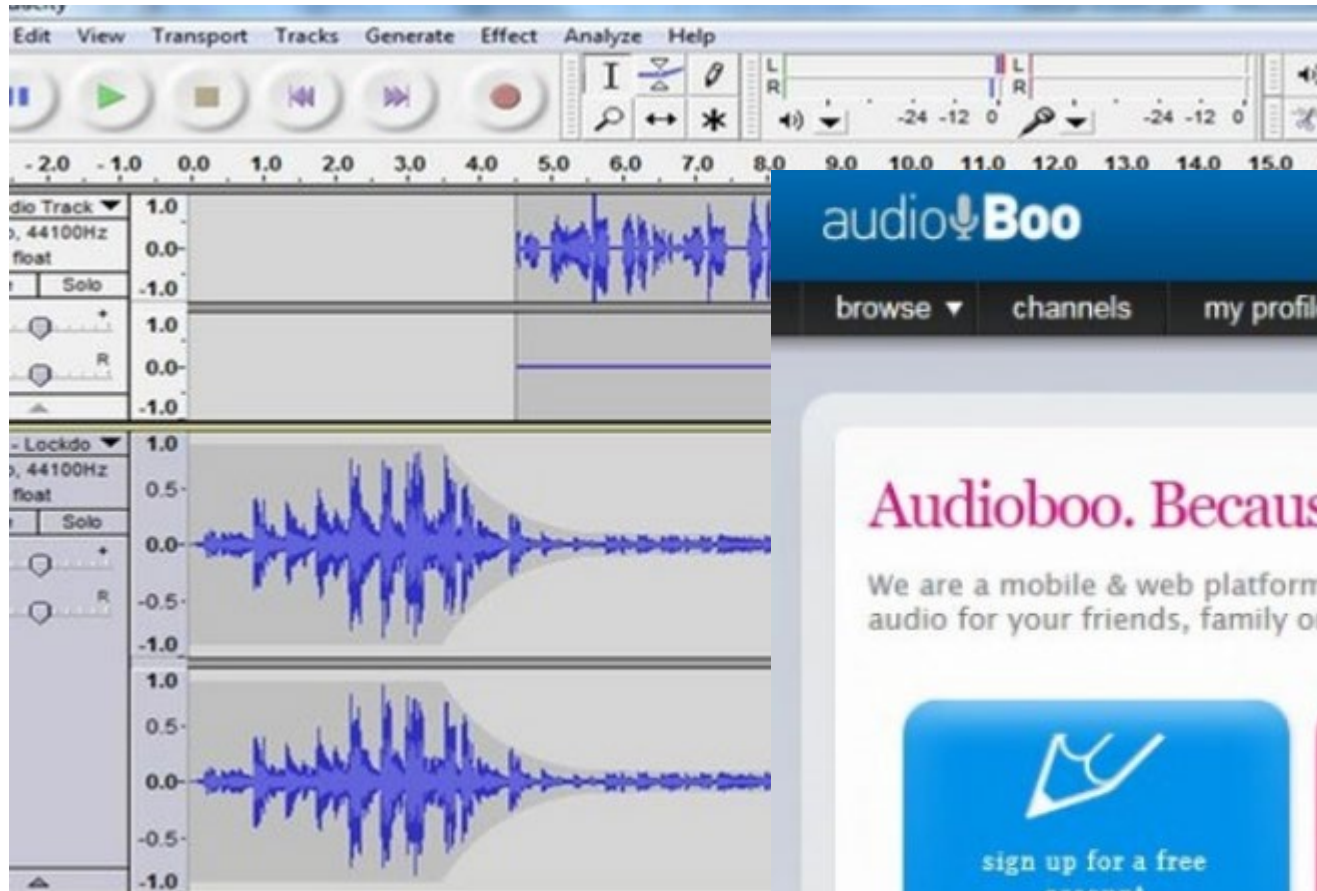 Edit View Transport Tracks Generate Effect Analyze Help
L
R
L
R
-24 -12 0
-24 -12 0
- 2.0 - 1.0 0.0 1.0 2.0 3.0 4.0 5.0 6.0 7.0 8.0 9.0 10.0 11.0 12.0 13.0 14.0 15.0
dio Track
, 44100Hz
float
Solo
R
1.0
0.0
-1.0
1.0
0.0
-1.0
- Lockdo
, 44100Hz
float
Solo
R
1.0
0.5
0.0
-0.5
-1.0
1.0
0.5
0.0
-0.5
-1.0
audioBoo
browse channels my profil
Audioboo. Becaus
We are a mobile & web platform
audio for your friends, family o
sign up for a free